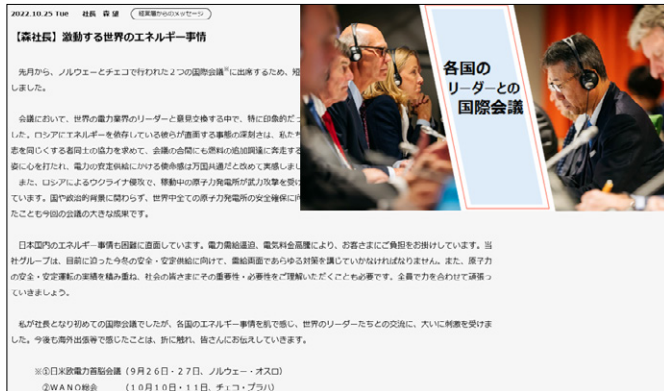 2022.10.25 Tue 社長 森 望 経営層からのメッセージ
【森社長】激動する世界のエネルギー事情
各国の
リーダーとの
国際会議
先月から、ノルウェーとチェコで行われた2つの国際会議※に出席するため、短
しました。
会議において、世界の電力業界のリーダーと意見交換する中で、特に印象的だっ
した。ロシアにエネルギーを依存している彼らが直面する事態の深刻さは、私たち
志を同じくする者同士の協力を求めて、会議の合間にも燃料の追加調達に奔走する
姿に心を打たれ、電力の安定供給にかける使命感は万国共通だと改めて実感しまし
また、ロシアによるウクライナ侵攻で、稼働中の原子力発電所が武力攻撃を受け
ています。国や政治的背景に関わらず、世界中全ての原子力発電所の安全確保に向
たことも今回の会議の大きな成果です。
日本国内のエネルギー事情も困難に直面しています。電力需給逼迫、電気料金高騰により、お客さまにご負担をお掛けしています。当
社グループは、目前に迫った今冬の安全・安定供給に向けて、需給両面であらゆる対策を講じていかなければなりません。また、原子力
の安全・安定運転の実績を積み重ね、社会の皆さまにその重要性・必要性をご理解いただくことも必要です。全員で力を合わせて頑張っ
ていきましょう。
私が社長となり初めての国際会議でしたが、各国のエネルギー事情を肌で感じ、世界のリーダーたちとの交流に、大いに刺激を受けま
した。今後も海外出張等で感じたことは、折に触れ、皆さんにお伝えしていきます。
※①日米欧電力首脳会議（9月26日・27日、ノルウェー・オスロ）
②WANO総会 （10月10日・11日、チェコ・プラハ）